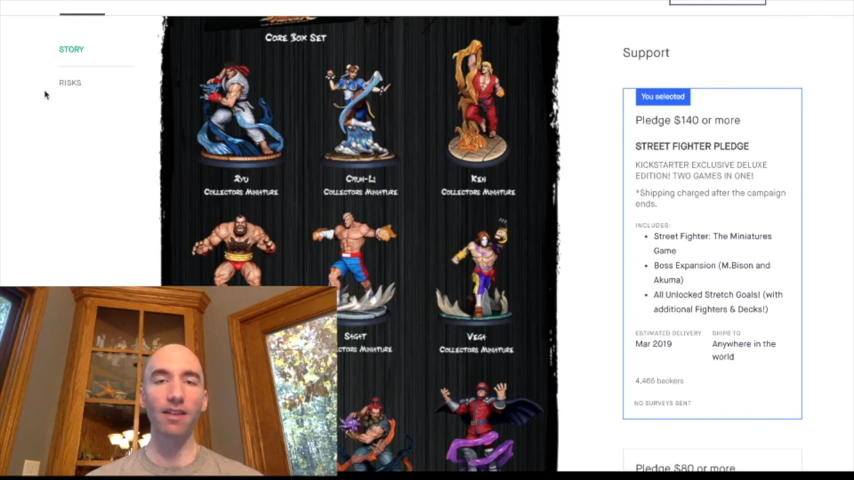 STORY
RISKS
CORE BOX SET
RYU
COLLECTORS MINIATURE
CHUN-LI
COLLECTORS MINIATURE
KEN
COLLECTORS MINIATURE
SAGAT
COLLECTORS MINIATURE
VEGA
COLLECTORS MINIATURE
Support
You selected
Pledge $140 or more
STREET FIGHTER PLEDGE
KICKSTARTER EXCLUSIVE DELUXE
EDITION! TWO GAMES IN ONE!
*Shipping charged after the campaign
ends.
INCLUDES:
• Street Fighter: The Miniatures
Game
• Boss Expansion (M.Bison and
Akuma)
• All Unlocked Stretch Goals! (with
additional Fighters & Decks!)
ESTIMATED DELIVERY
Mar 2019
SHIPS TO
Anywhere in the
world
4,465 backers
NO SURVEYS SENT
Pledge $80 or more